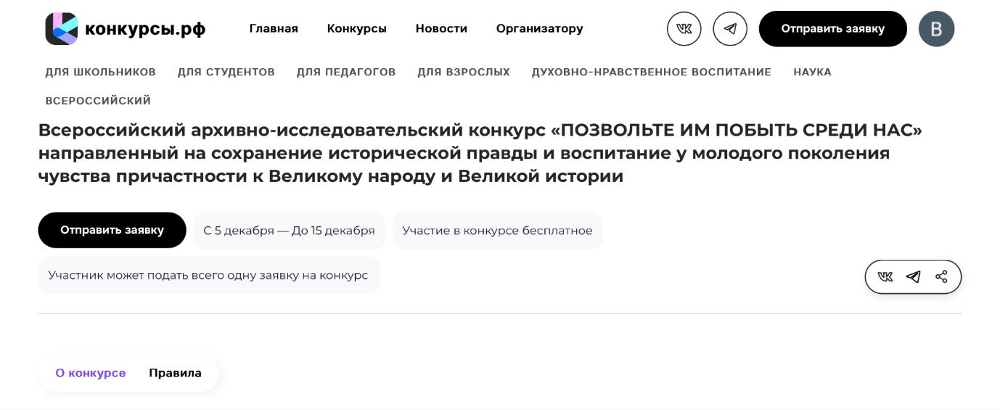 конкурсы.рф Главная Конкурсы Новости Организатору Отправить заявку В
ДЛЯ ШКОЛЬНИКОВ ДЛЯ СТУДЕНТОВ ДЛЯ ПЕДАГОГОВ ДЛЯ ВЗРОСЛЫХ ДУХОВНО-НРАВСТВЕННОЕ ВОСПИТАНИЕ НАУКА
ВСЕРОССИЙСКИЙ
Всероссийский архивно-исследовательский конкурс «ПОЗВОЛЬТЕ ИМ ПОБЫТЬ СРЕДИ НАС»
направленный на сохранение исторической правды и воспитание у молодого поколения
чувства причастности к Великому народу и Великой истории
Отправить заявку С 5 декабря — До 15 декабря Участие в конкурсе бесплатное
Участник может подать всего одну заявку на конкурс
О конкурсе Правила